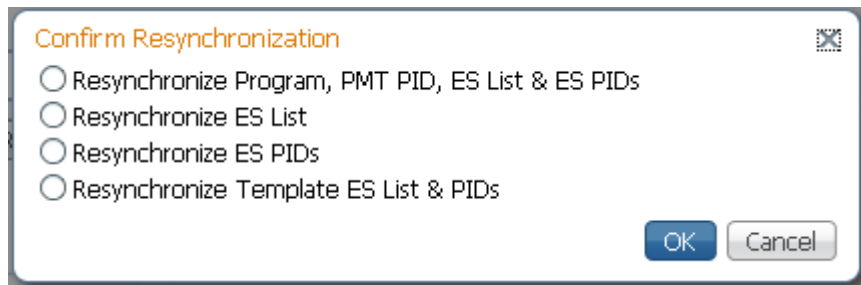 Confirm Resynchronization
Resynchronize Program, PMT PID, ES List & ES PIDs
Resynchronize ES List
Resynchronize ES PIDs
Resynchronize Template ES List & PIDs
OK Cancel